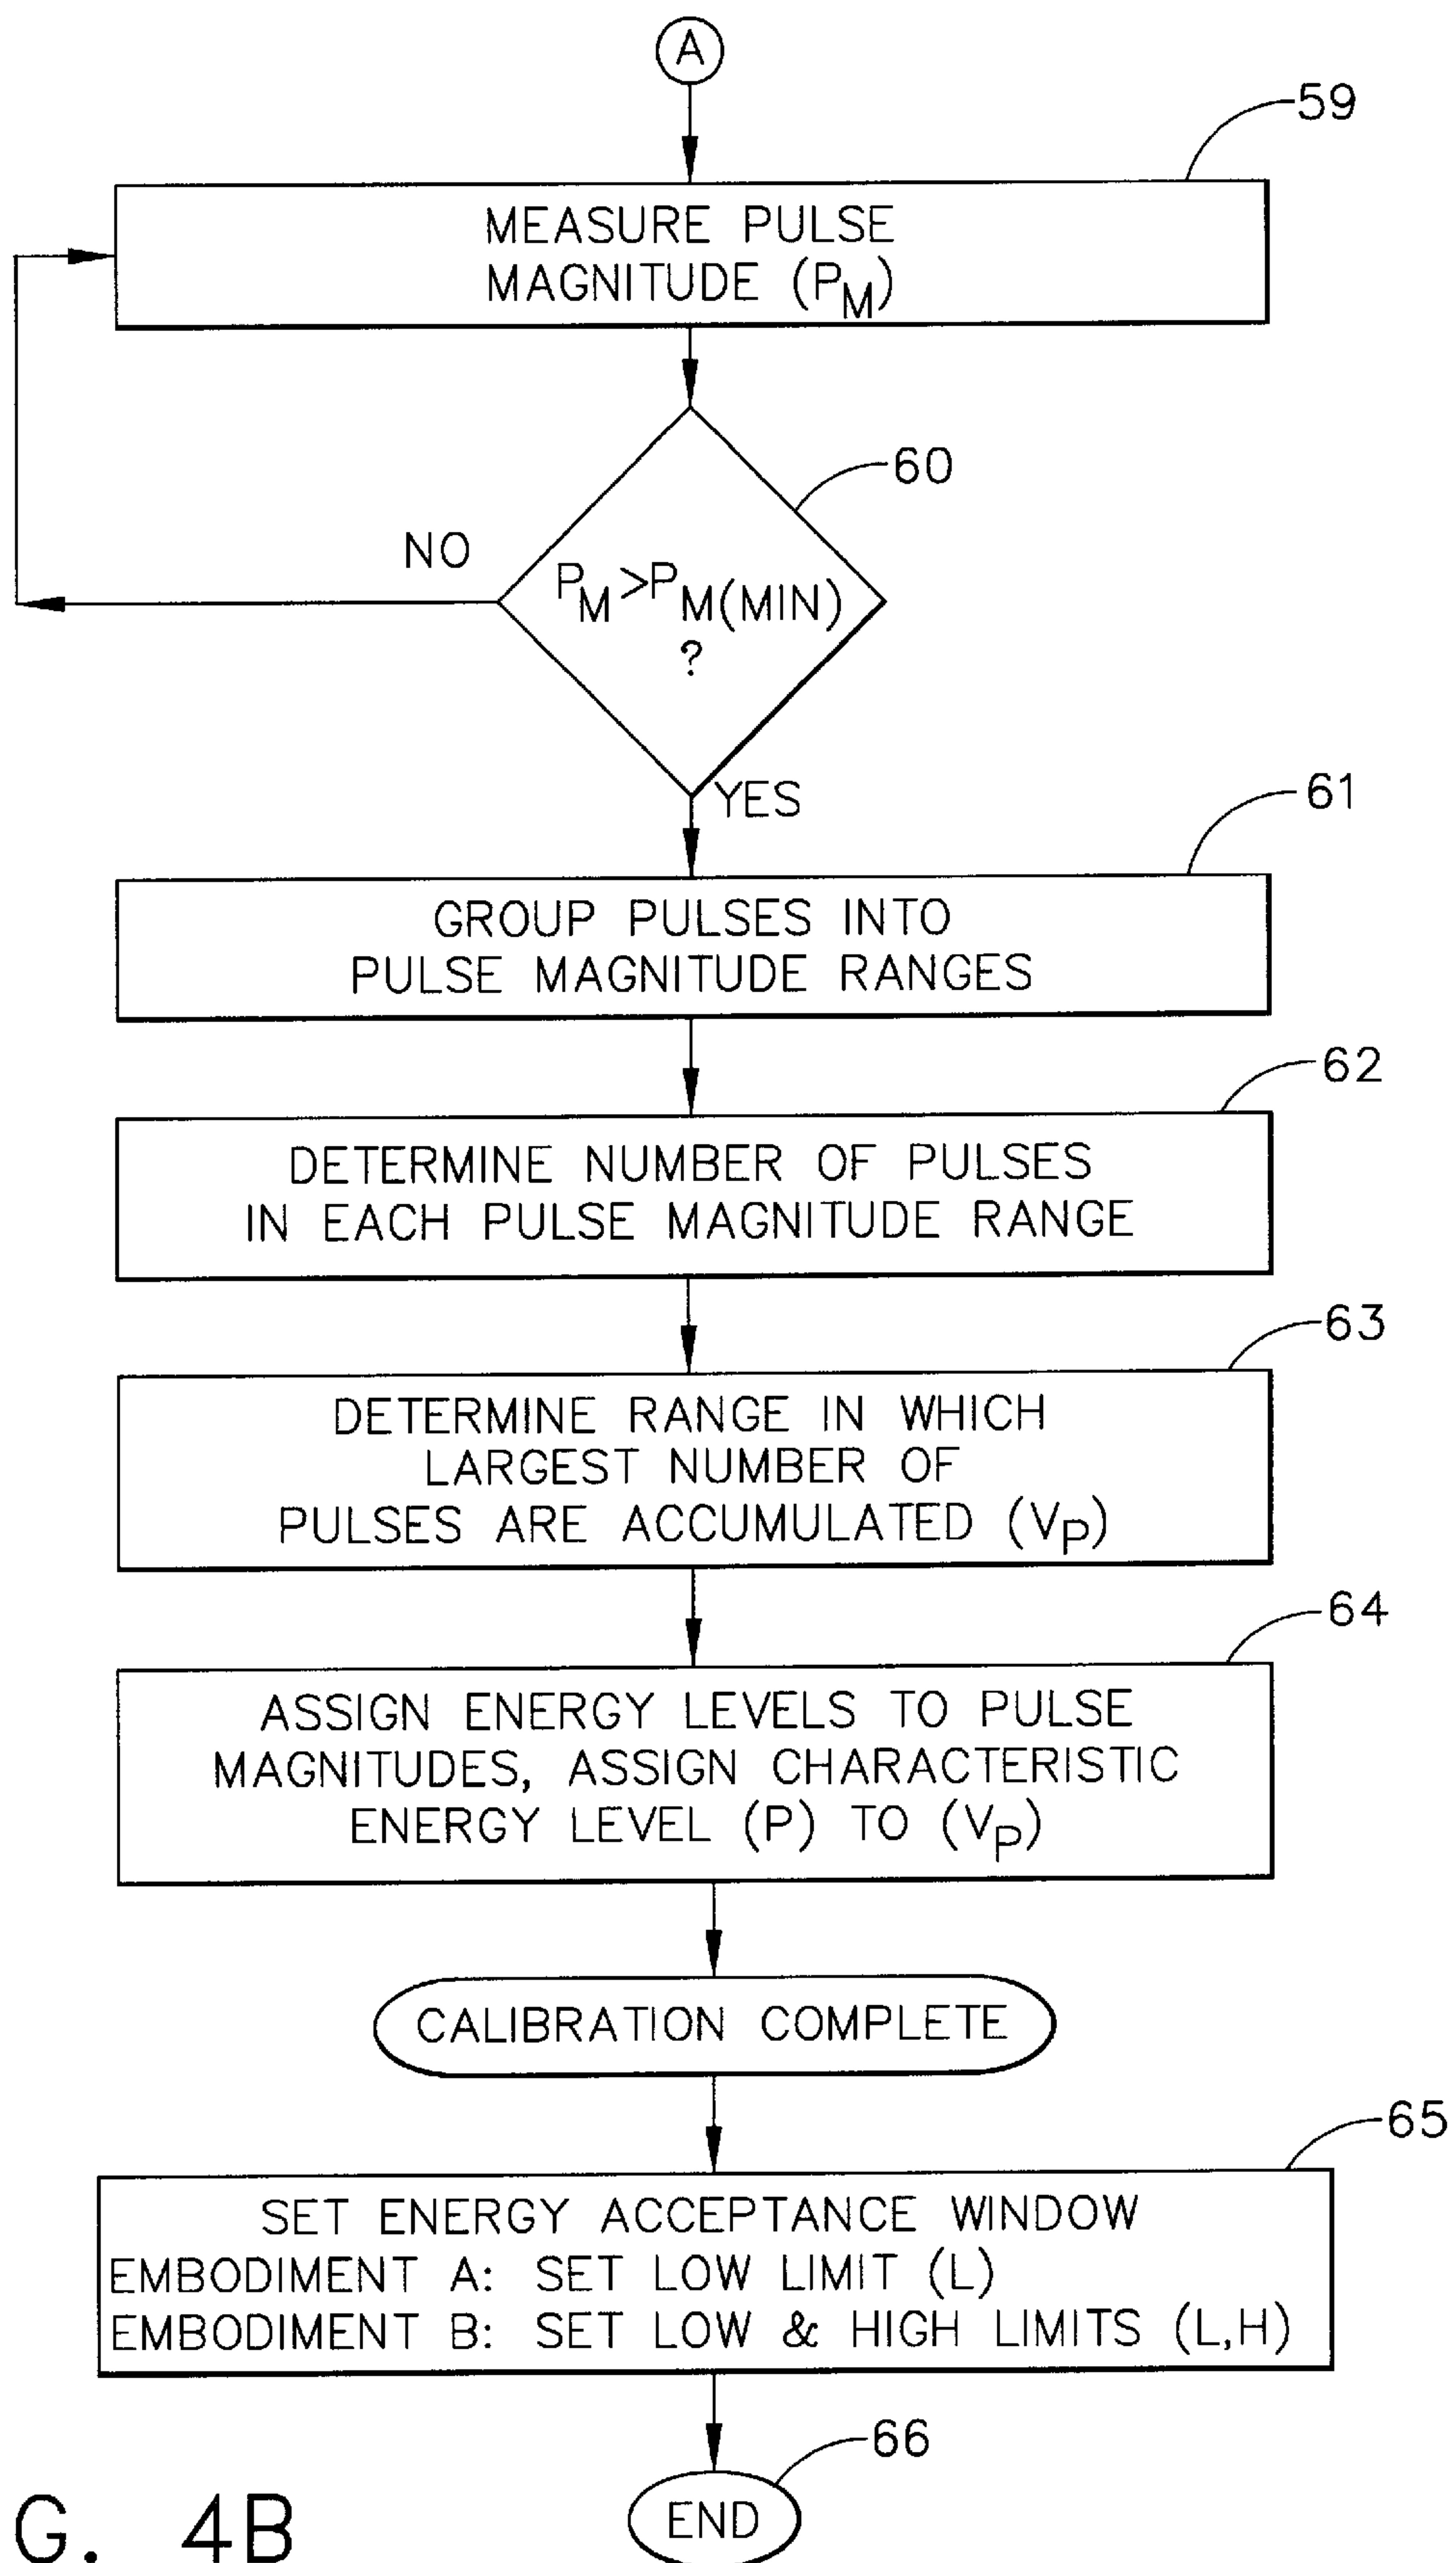 A
59
MEASURE PULSE
MAGNITUDE (PM)
60
NO
PM>PM(MIN)
?
YES
61
GROUP PULSES INTO
PULSE MAGNITUDE RANGES
62
DETERMINE NUMBER OF PULSES
IN EACH PULSE MAGNITUDE RANGE
63
DETERMINE RANGE IN WHICH
LARGEST NUMBER OF
PULSES ARE ACCUMULATED (VP)
64
ASSIGN ENERGY LEVELS TO PULSE
MAGNITUDES, ASSIGN CHARACTERISTIC
ENERGY LEVEL (P) TO (VP)
CALIBRATION COMPLETE
65
SET ENERGY ACCEPTANCE WINDOW
EMBODIMENT A: SET LOW LIMIT (L)
EMBODIMENT B: SET LOW & HIGH LIMITS (L,H)
66
END
G. 4B